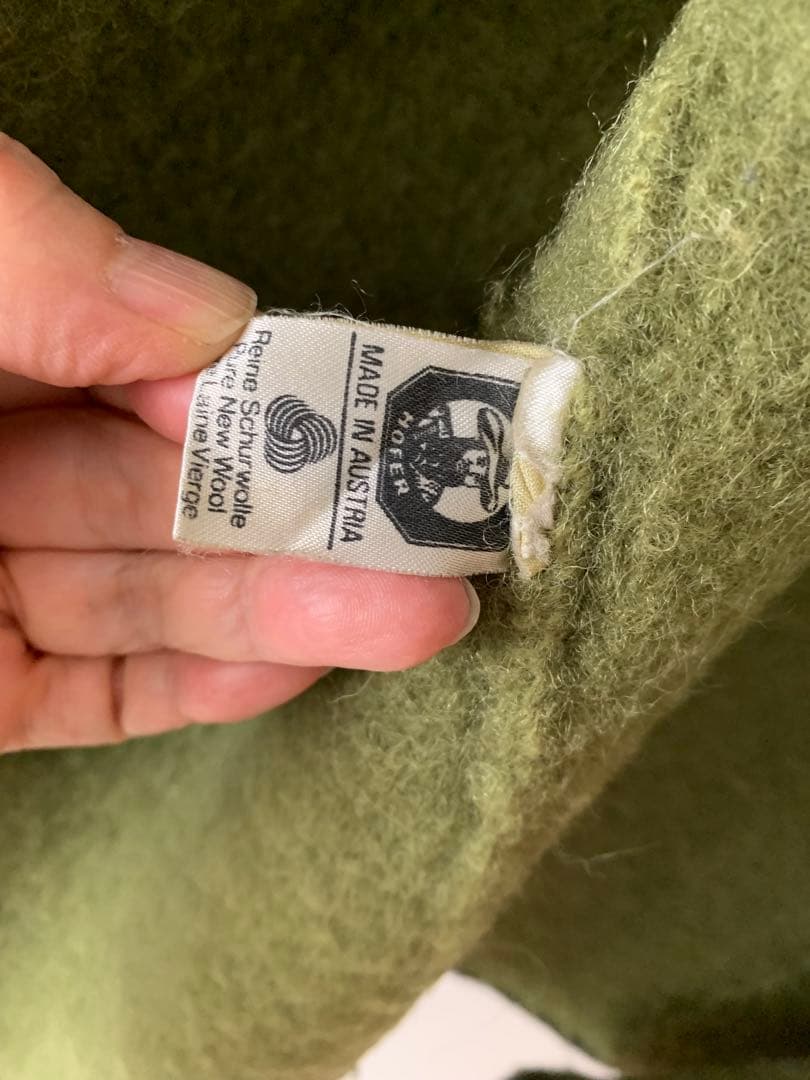 HOFER
MADE IN AUSTRIA
Reine Schurwolle
Pure New Wool
Laine Vierge